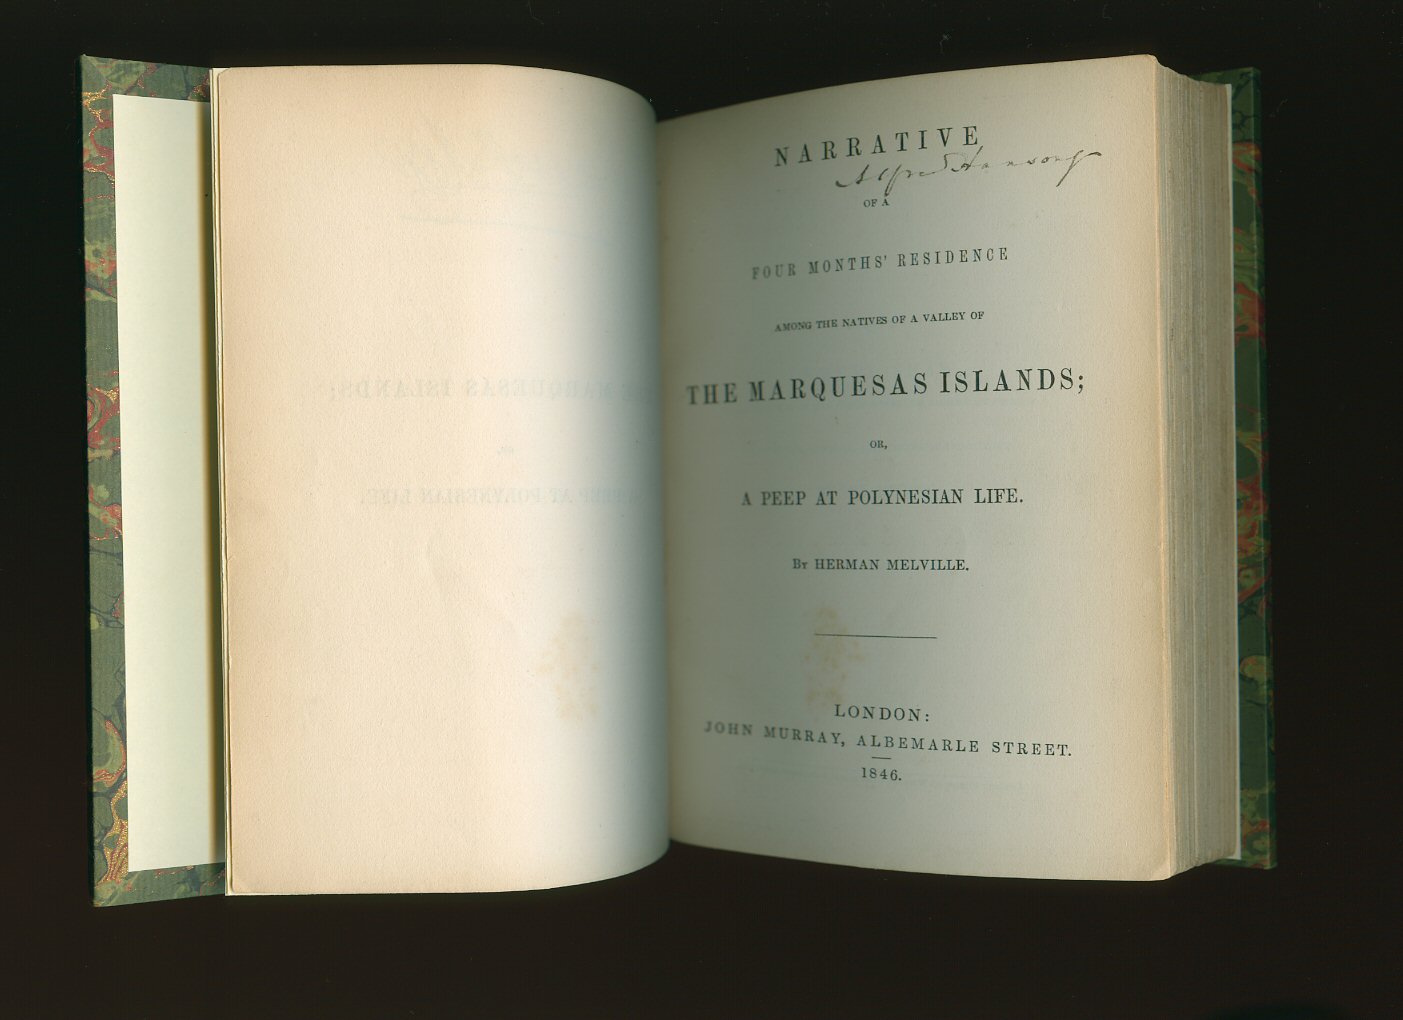 NARRATIVE
Alfred
OF A
FOUR MONTHS' RESIDENCE
AMONG THE NATIVES OF A VALLEY OF
THE MARQUESAS ISLANDS;
OR,
A PEEP AT POLYNESIAN LIFE.
BY HERMAN MELVILLE.
LONDON:
JOHN MURRAY, ALBEMARLE STREET.
1846.